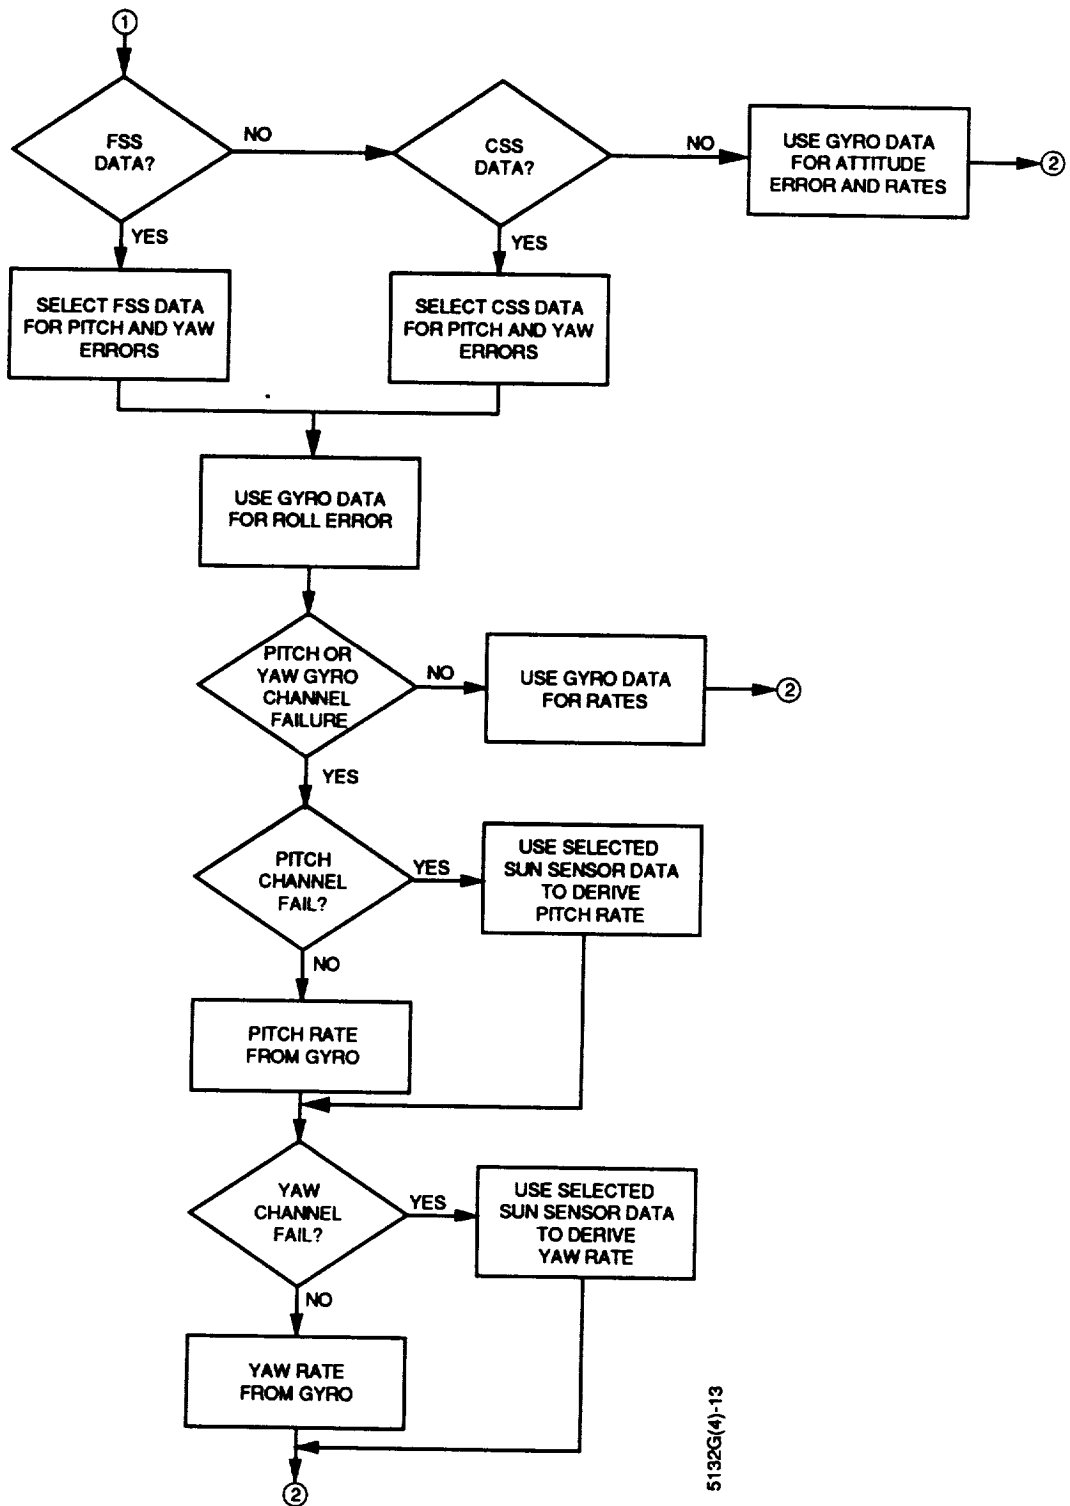 1
FSS
DATA?
NO
CSS
DATA?
NO
USE GYRO DATA
FOR ATTITUDE
ERROR AND RATES
2
YES
YES
SELECT FSS DATA
FOR PITCH AND YAW
ERRORS
SELECT CSS DATA
FOR PITCH AND YAW
ERRORS
USE GYRO DATA
FOR ROLL ERROR
PITCH OR
YAW GYRO
CHANNEL
FAILURE
NO
USE GYRO DATA
FOR RATES
2
YES
PITCH
CHANNEL
FAIL?
YES
USE SELECTED
SUN SENSOR DATA
TO DERIVE
PITCH RATE
NO
PITCH RATE
FROM GYRO
YAW
CHANNEL
FAIL?
YES
USE SELECTED
SUN SENSOR DATA
TO DERIVE
YAW RATE
NO
YAW RATE
FROM GYRO
2
5132G(4)-13